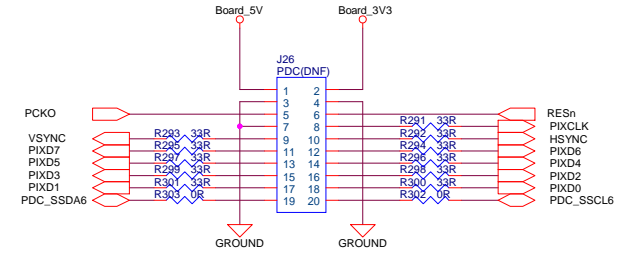 Board_5V Board_3V3
J26
PDC(DNF)
1 2
3 4
PCKO 5 6 RESn
7 8 R291 33R PIXCLK
VSYNC R293 33R 9 10 R292 33R HSYNC
PIXD7 R295 33R 11 12 R294 33R PIXD6
PIXD5 R297 33R 13 14 R296 33R PIXD4
PIXD3 R299 33R 15 16 R298 33R PIXD2
PIXD1 R301 33R 17 18 R300 33R PIXD0
PDC_SSDA6 R303 0R 19 20 R302 0R PDC_SSCL6
GROUND GROUND